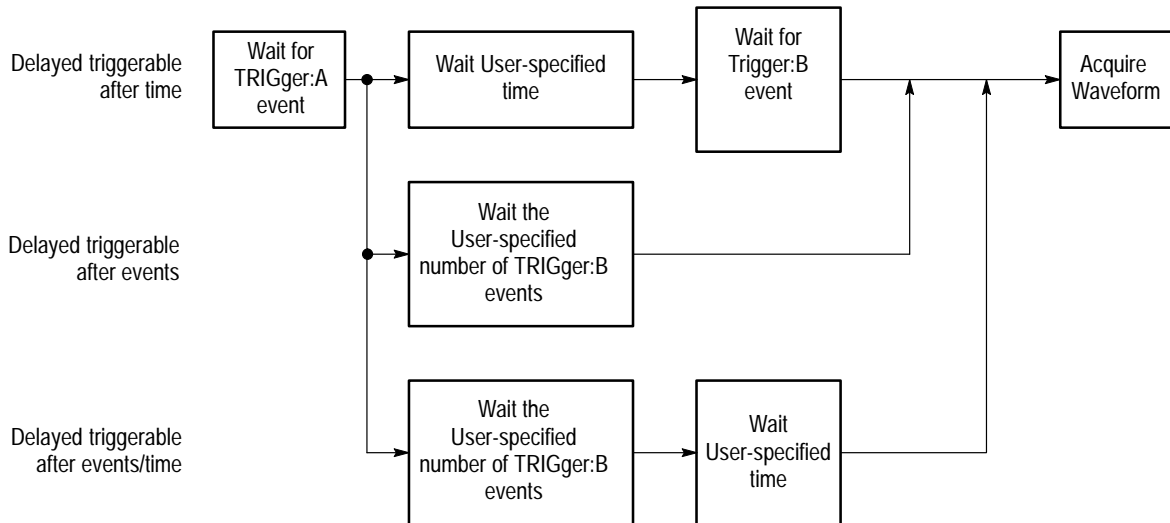 Delayed triggerable
after time
Wait for
TRIGger:A
event
Wait User-specified
time
Wait for
Trigger:B
event
Acquire
Waveform
Delayed triggerable
after events
Wait the
User-specified
number of TRIGger:B
events
Delayed triggerable
after events/time
Wait the
User-specified
number of TRIGger:B
events
Wait
User-specified
time